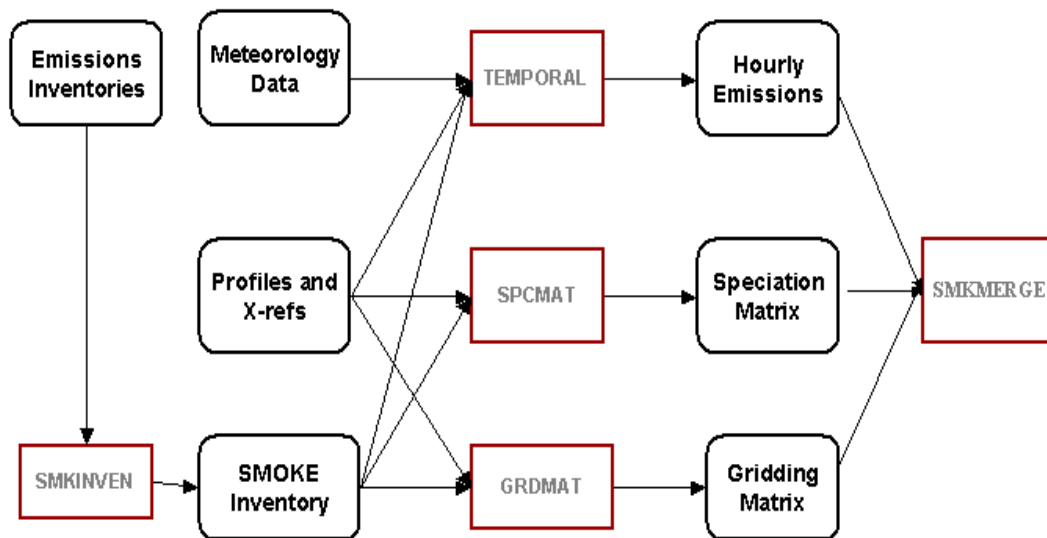 Emissions
Inventories
Meteorology
Data
TEMPORAL
Hourly
Emissions
Profiles and
X-refs
SPCMAT
Speciation
Matrix
SMKMERGE
SMKINVEN
SMOKE
Inventory
GRDMAT
Gridding
Matrix